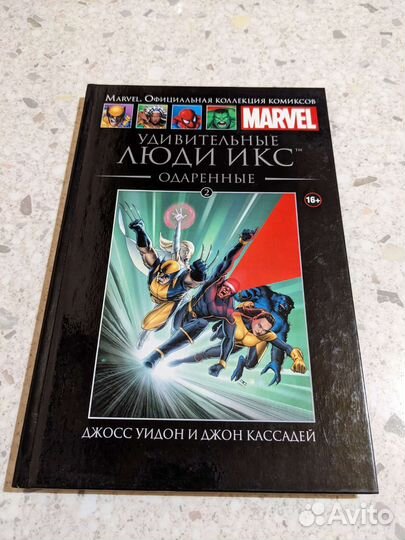 MARVEL. ОФИЦИАЛЬНАЯ КОЛЛЕКЦИЯ КОМИКСОВ
MARVEL
УДИВИТЕЛЬНЫЕ
ЛЮДИ ИКС™
ОДАРЕННЫЕ
2
16+
ДЖОСС УИДОН И ДЖОН КАССАДЕЙ
Avito